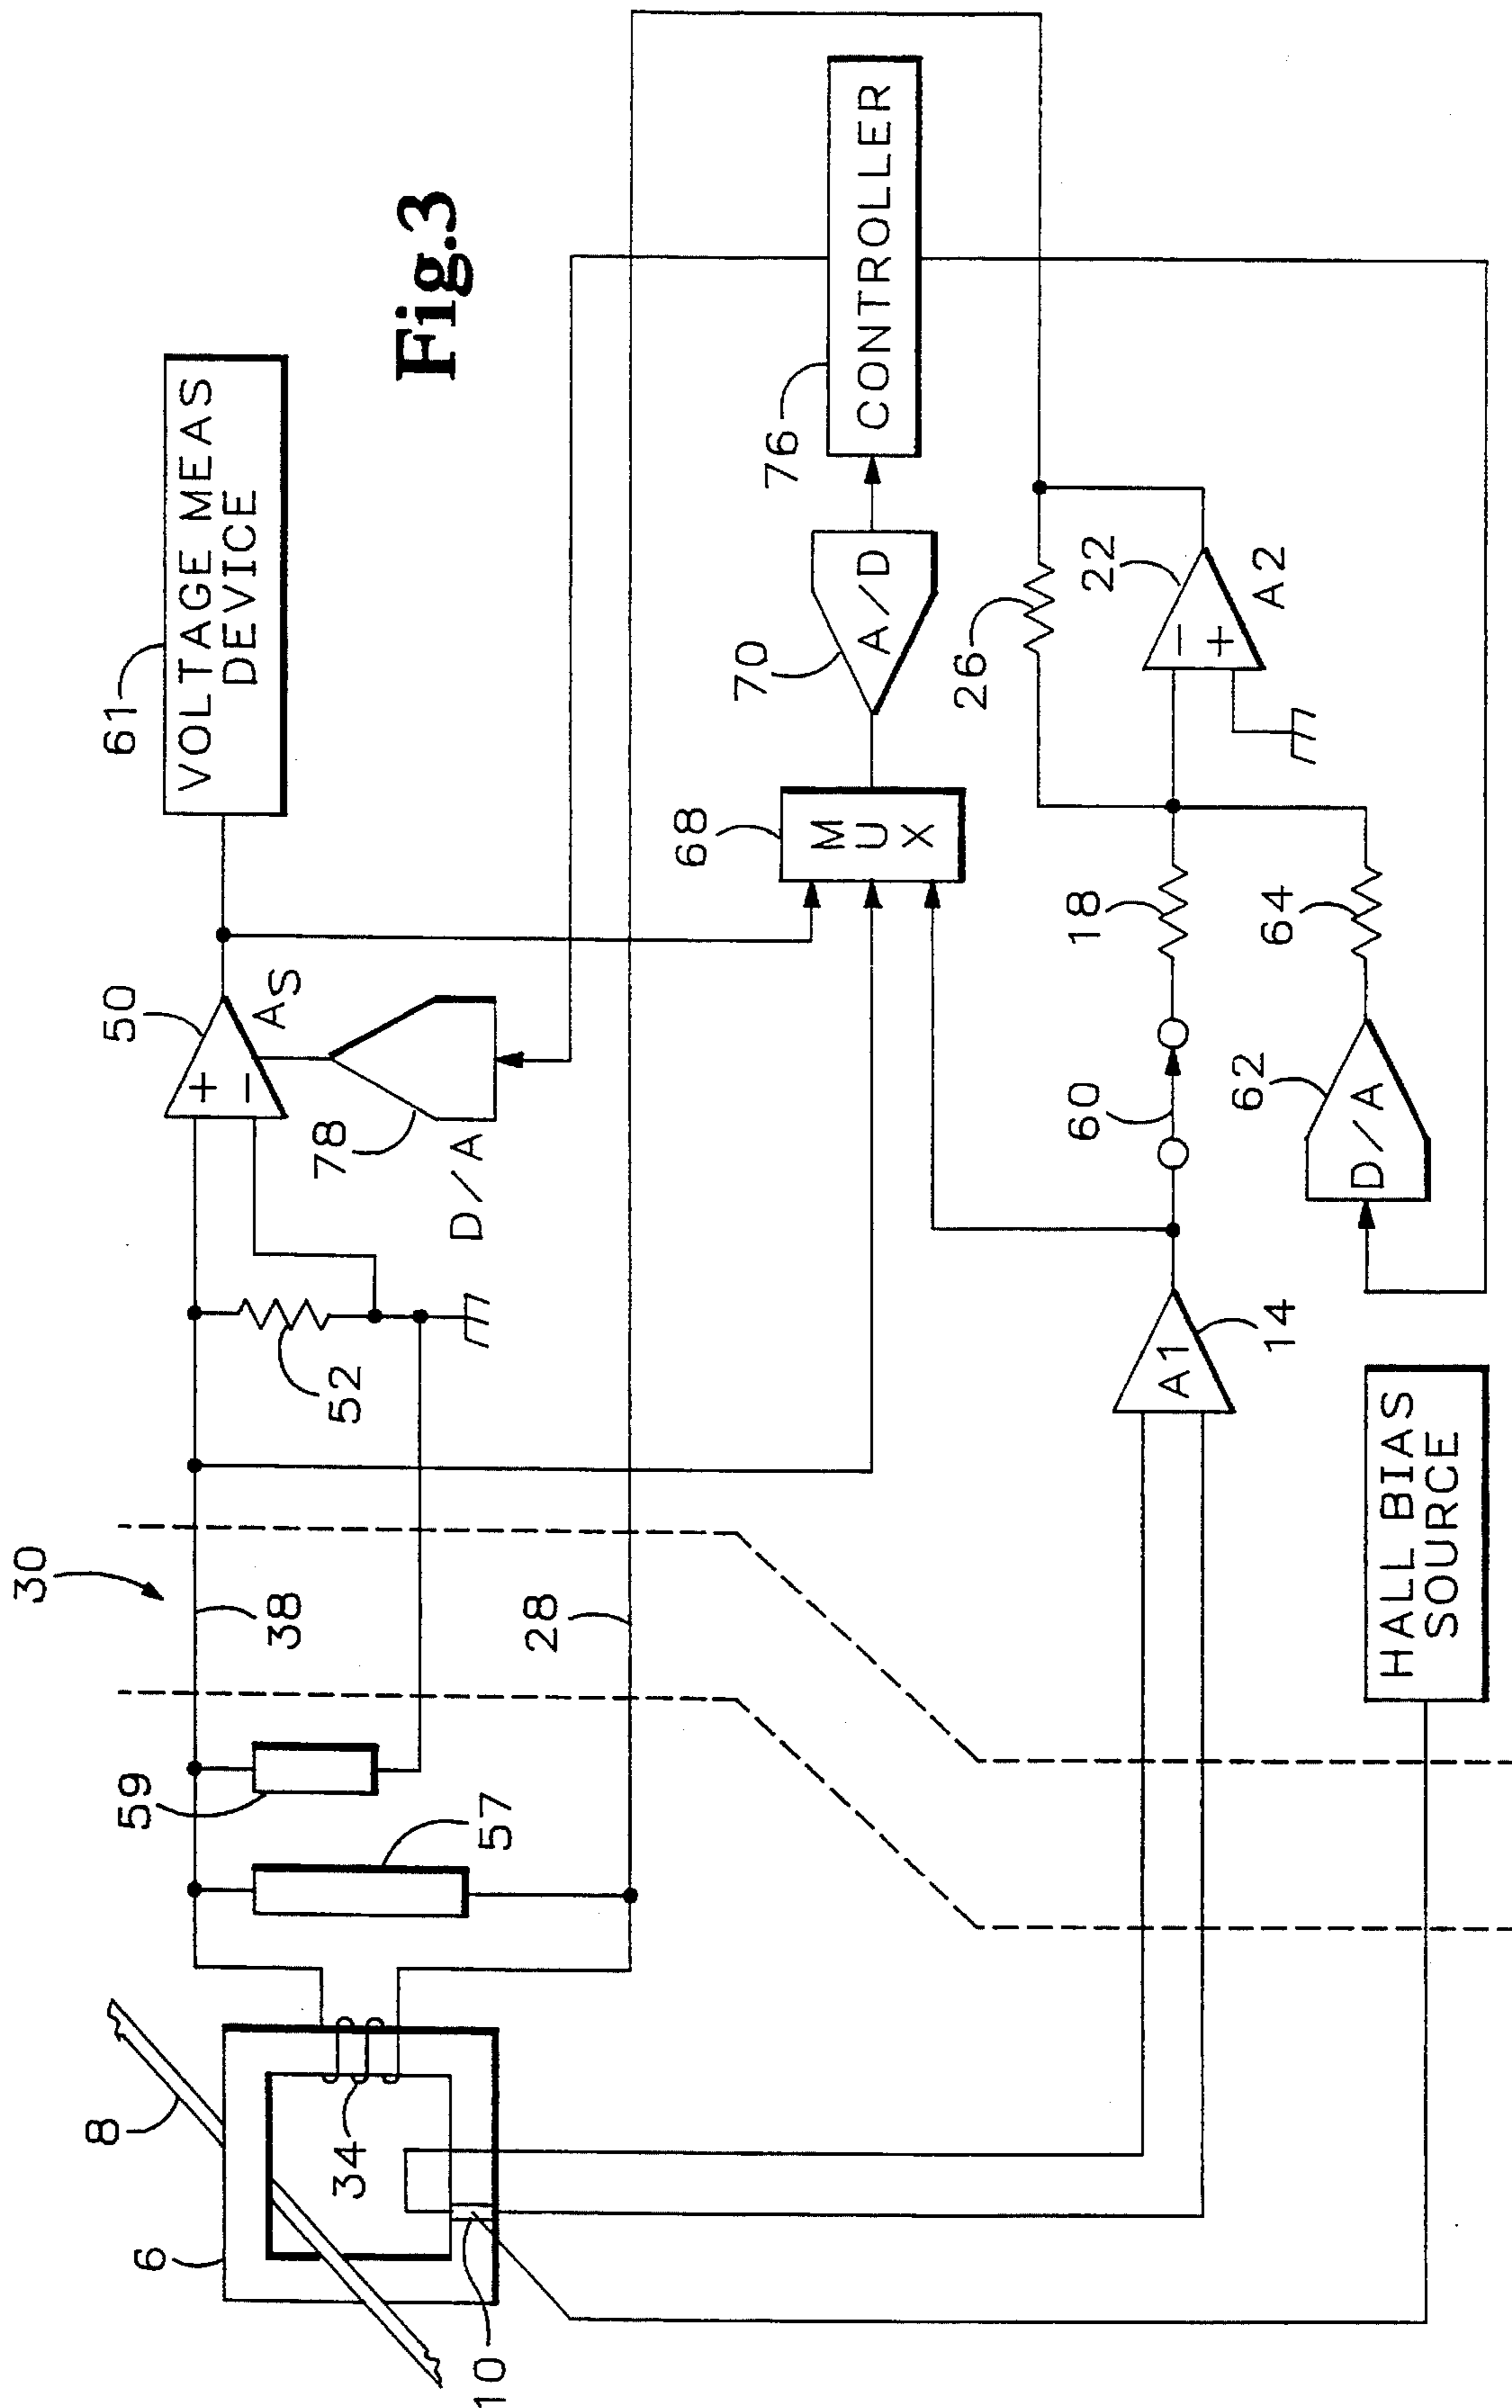 Fig.3
30
61
VOLTAGE MEAS
DEVICE
50
+
−
AS
78
D/A
52
38
59
57
28
8
6
34
10
76
CONTROLLER
70
A/D
68
MUX
26
22
−
+
A2
18
64
60
62
D/A
A1
14
HALL BIAS
SOURCE